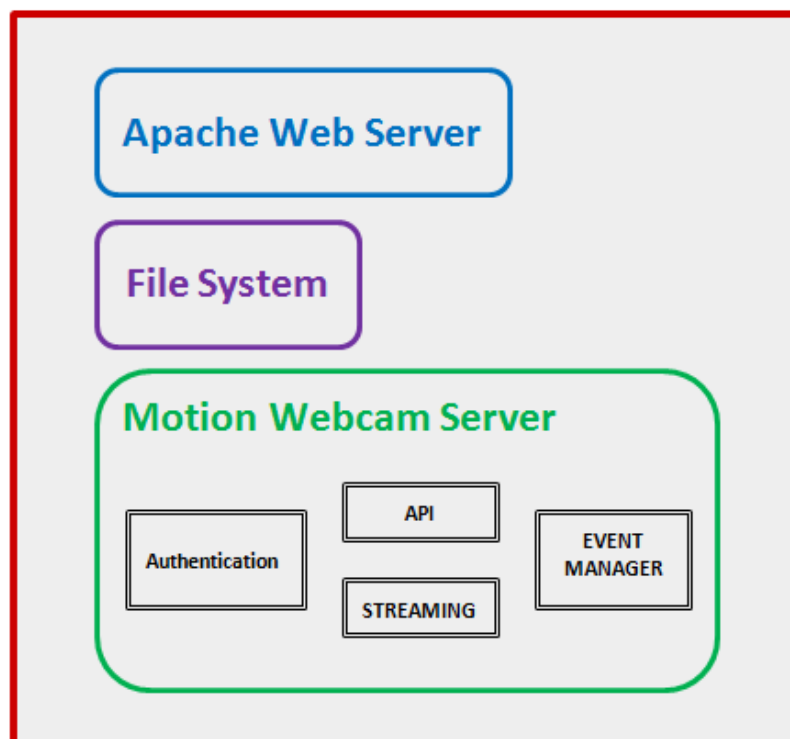 Apache Web Server
File System
Motion Webcam Server
Authentication
API
STREAMING
EVENT
MANAGER